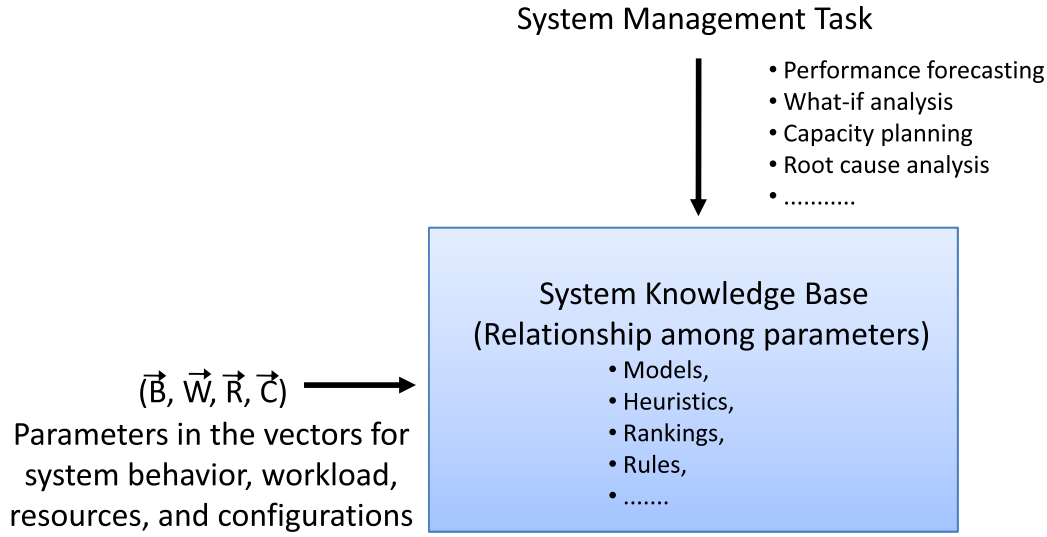 System Management Task
• Performance forecasting
• What-if analysis
• Capacity planning
• Root cause analysis
• ...........
System Knowledge Base
(Relationship among parameters)
• Models,
• Heuristics,
• Rankings,
• Rules,
• .......
(B⃗, W⃗, R⃗, C⃗)
Parameters in the vectors for
system behavior, workload,
resources, and configurations